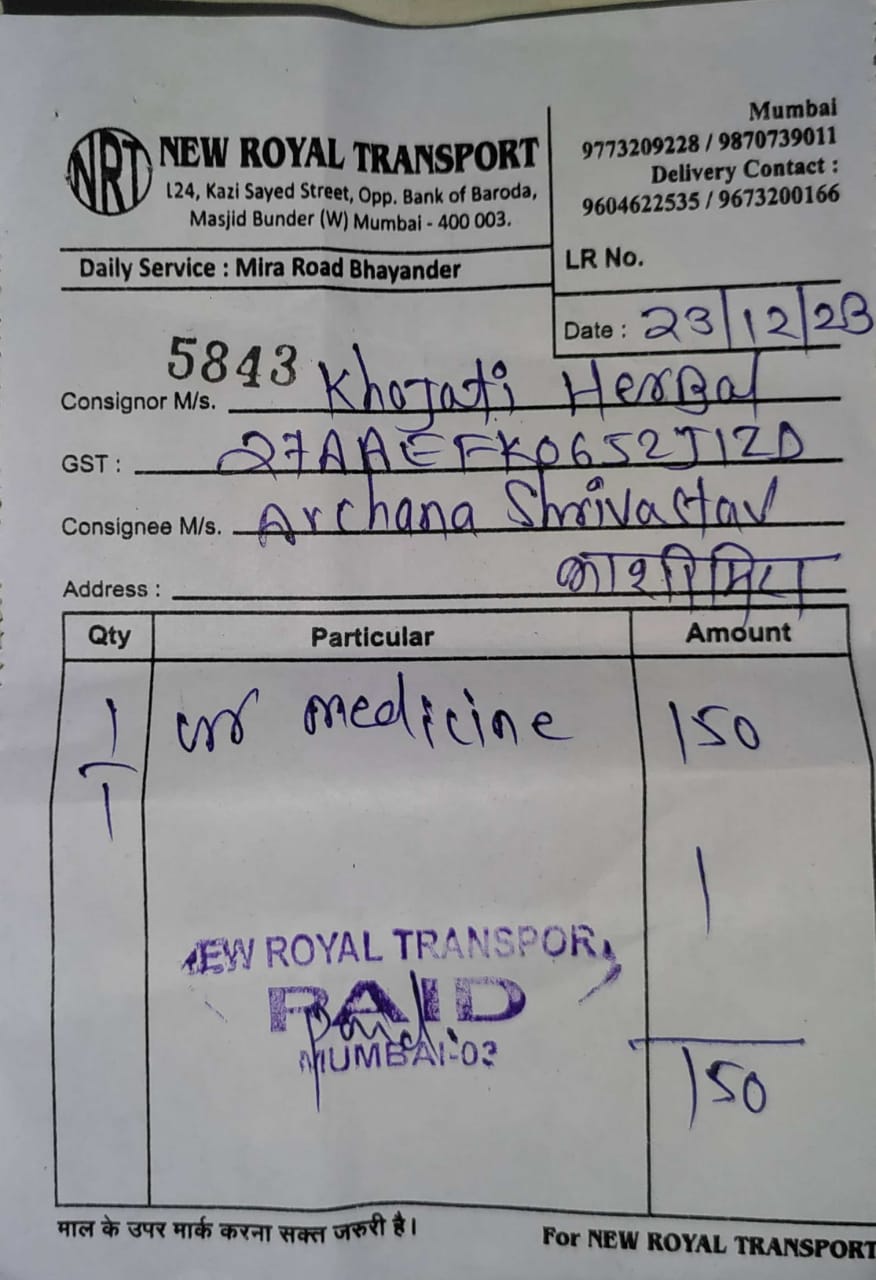 NRT
NEW ROYAL TRANSPORT
124, Kazi Sayed Street, Opp. Bank of Baroda,
Masjid Bunder (W) Mumbai - 400 003.
Mumbai
9773209228 / 9870739011
Delivery Contact :
9604622535 / 9673200166
Daily Service : Mira Road Bhayander
LR No.
Date : 23/12/23
5843
Consignor M/s. Khojati Herbal
GST : 27AAEFK0652J1ZD
Consignee M/s. Archana Shrivastav
Address :
Qty Particular Amount
1 medicine 150
1
NEW ROYAL TRANSPORT
PAID
MUMBAI-03
150
माल के उपर मार्क करना सक्त जरुरी है।
For NEW ROYAL TRANSPORT